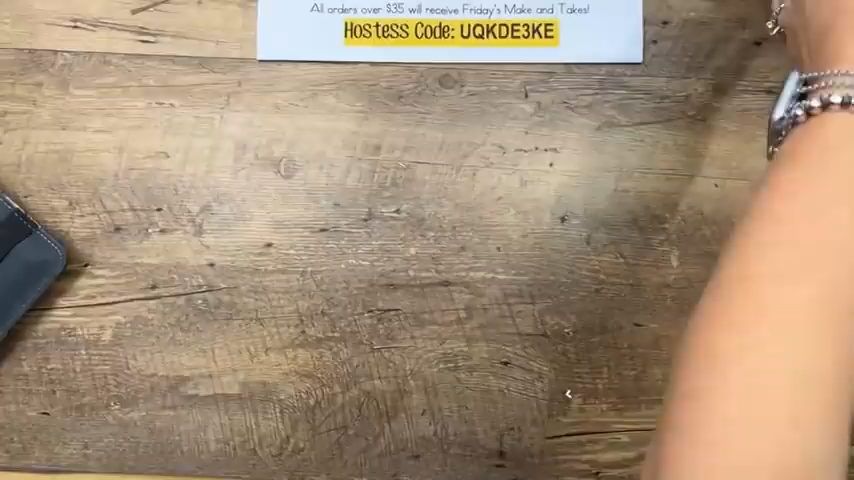 All orders over $35 will receive Friday's Make and Takes!
Hostess Code: UQKDE3KE